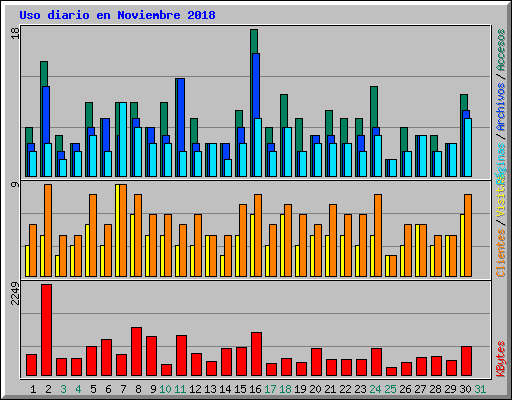 Uso diario en Noviembre 2018
18
9
2249
1 2 3 4 5 6 7 8 9 10 11 12 13 14 15 16 17 18 19 20 21 22 23 24 25 26 27 28 29 30 31
KBytes
Clientes / Visitas
Páginas / Archivos / Accesos